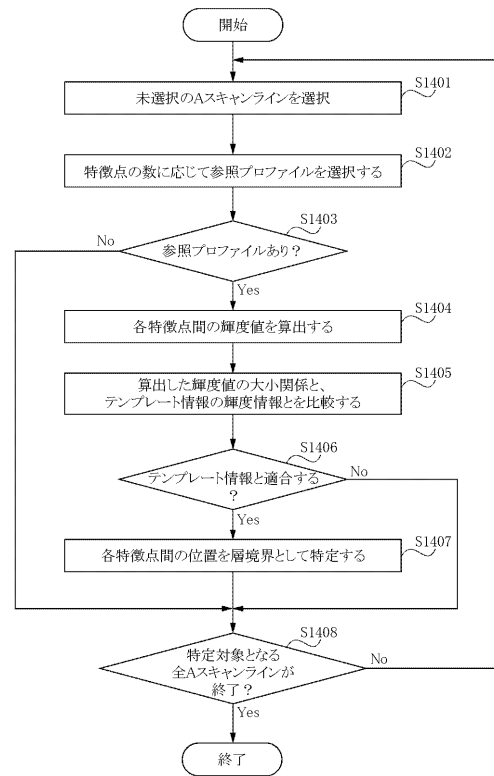 開始
S1401
未選択のAスキャンラインを選択
S1402
特徴点の数に応じて参照プロファイルを選択する
S1403
参照プロファイルあり？
No
Yes
S1404
各特徴点間の輝度値を算出する
S1405
算出した輝度値の大小関係と、
テンプレート情報の輝度情報とを比較する
S1406
テンプレート情報と適合する
？
No
Yes
S1407
各特徴点間の位置を層境界として特定する
S1408
特定対象となる
全Aスキャンラインが
終了？
No
Yes
終了